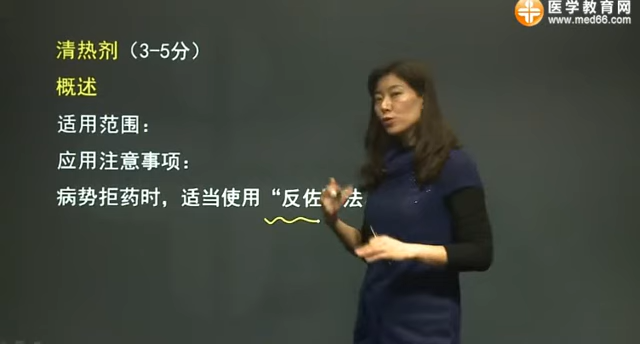 医学教育网
www.med66.com
清热剂（3-5分）
概述
适用范围：
应用注意事项：
病势拒药时，适当使用“反佐 法